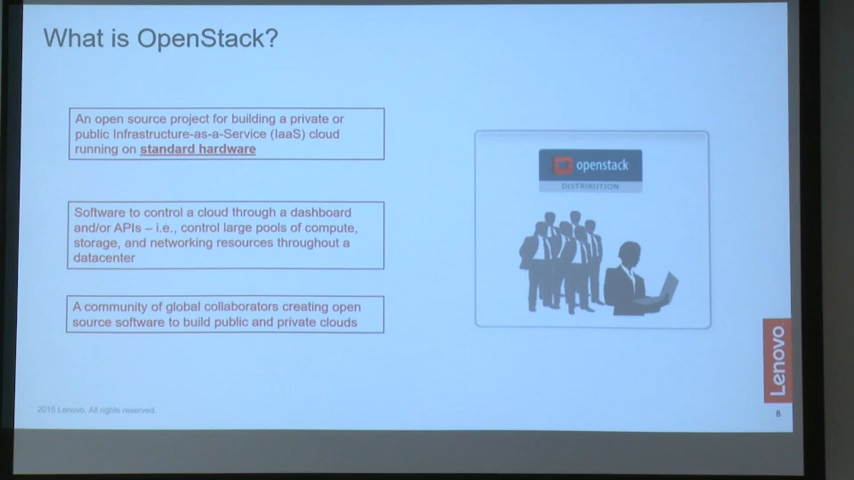 What is OpenStack?
An open source project for building a private or
public Infrastructure-as-a-Service (IaaS) cloud
running on standard hardware
Software to control a cloud through a dashboard
and/or APIs – i.e., control large pools of compute,
storage, and networking resources throughout a
datacenter
A community of global collaborators creating open
source software to build public and private clouds
openstack
DISTRIBUTION
Lenovo
2015 Lenovo. All rights reserved.
8